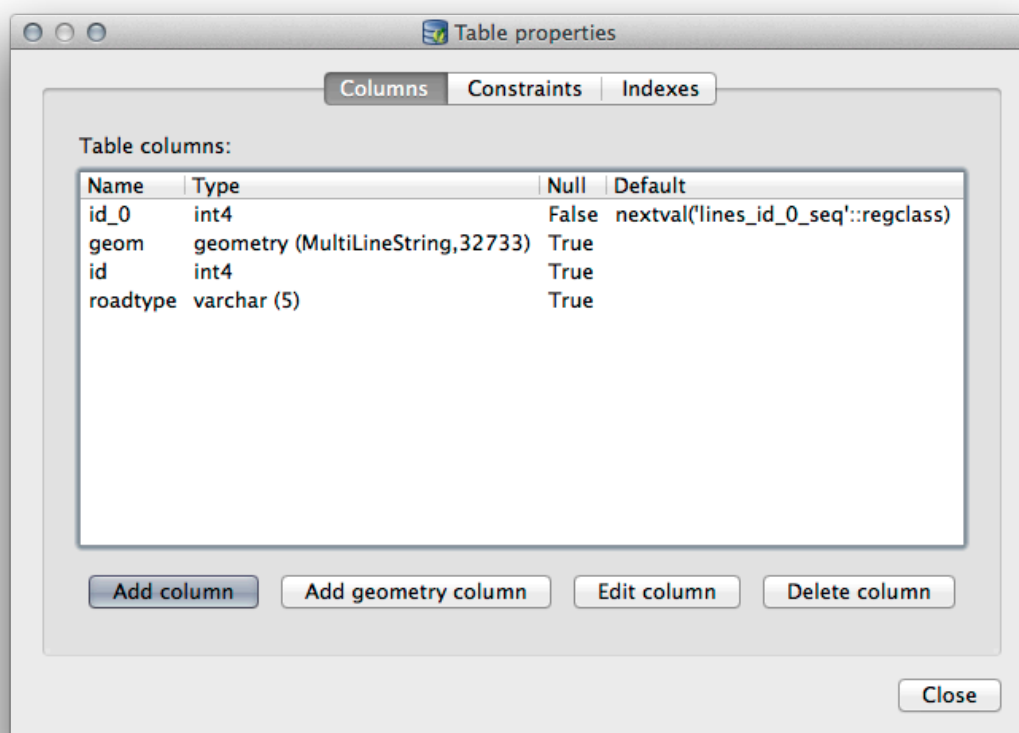 Table properties
Columns Constraints Indexes
Table columns:
Name Type Null Default
id_0 int4 False nextval('lines_id_0_seq'::regclass)
geom geometry (MultiLineString,32733) True
id int4 True
roadtype varchar (5) True
Add column Add geometry column Edit column Delete column
Close